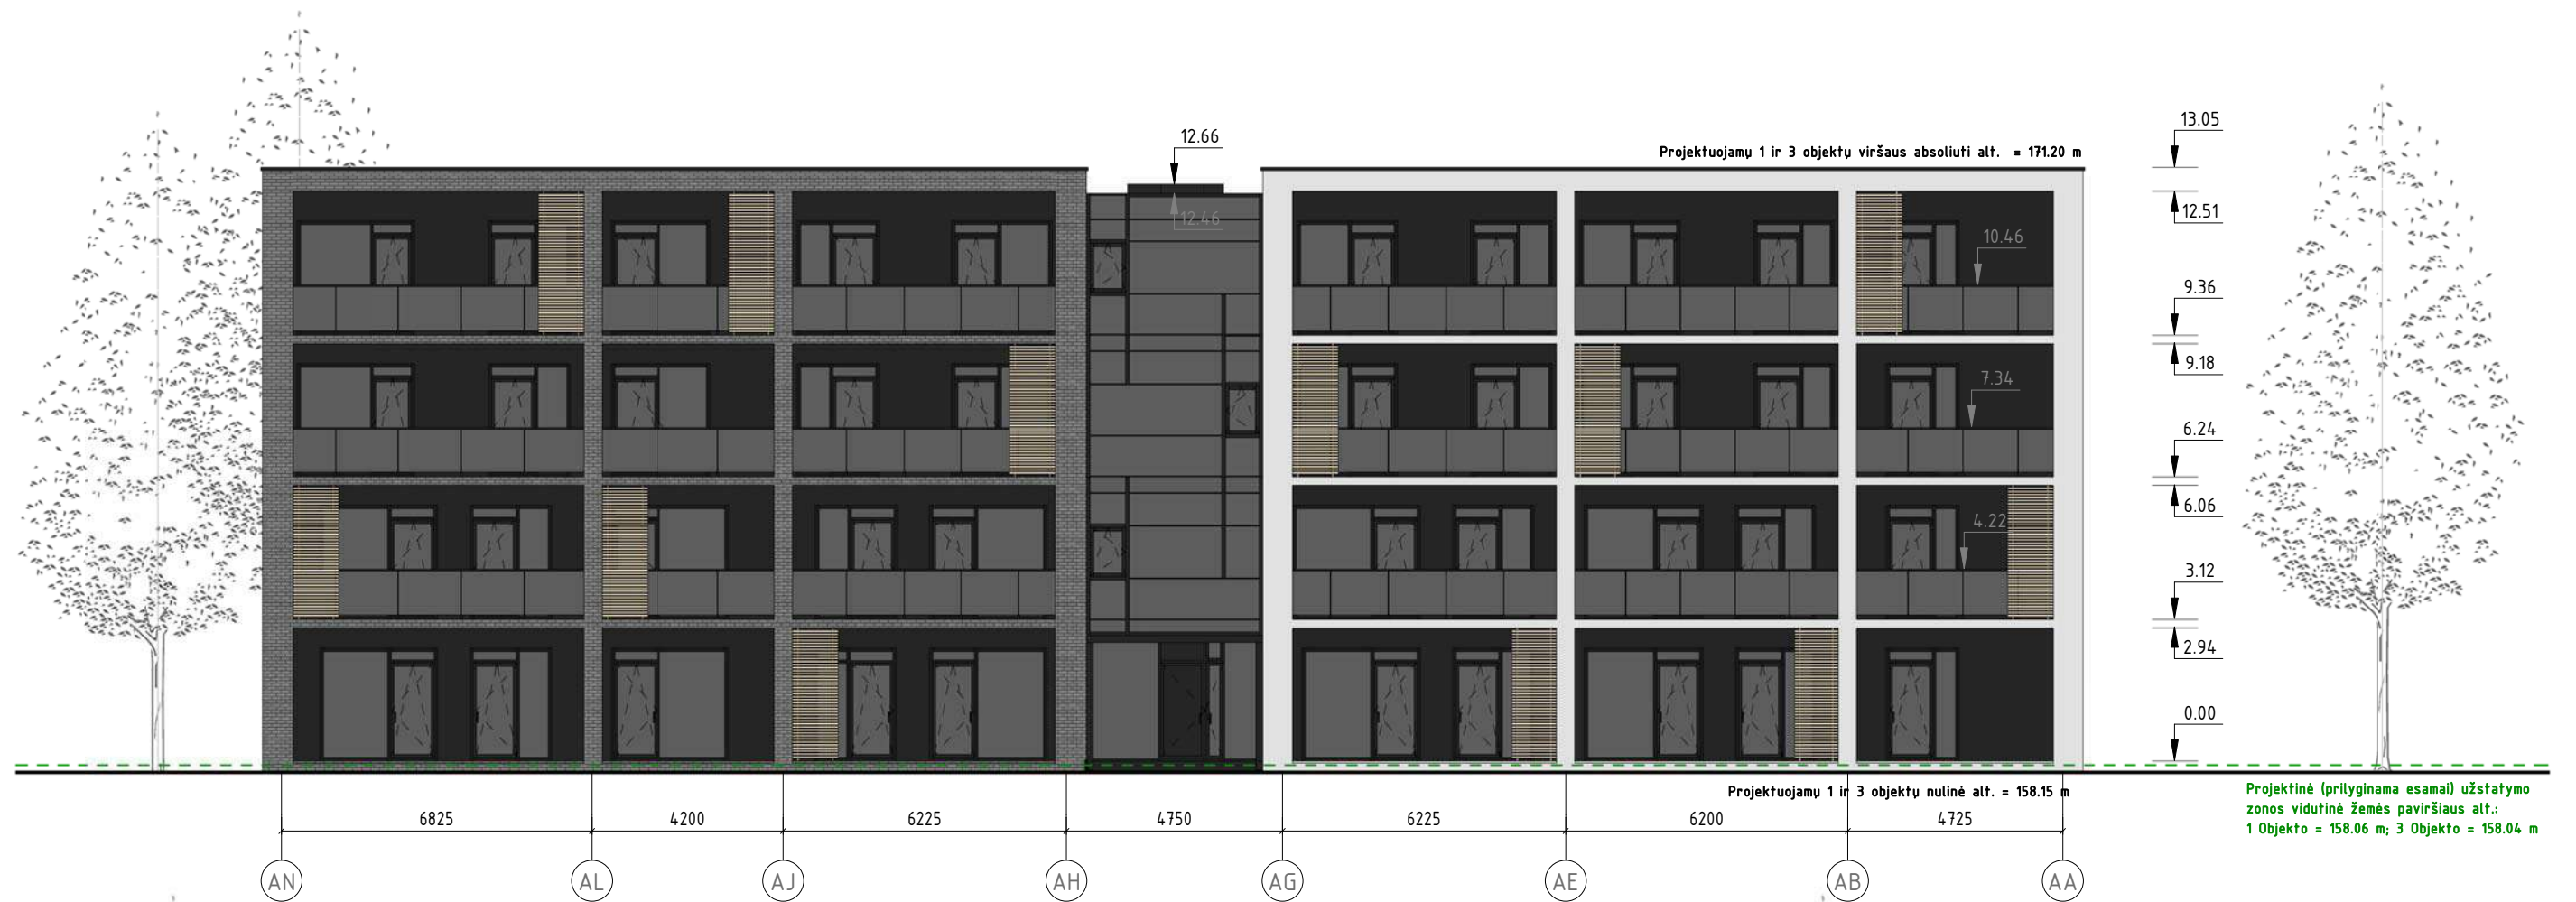 13.05
12.66
Projektuojamų 1 ir 3 objektų viršaus absoliuti alt. = 171.20 m
12.46
12.51
10.46
9.36
9.18
7.34
6.24
6.06
4.22
3.12
2.94
0.00
Projektuojamų 1 ir 3 objektų nulinė alt. = 158.15 m
Projektinė (prilyginama esamai) užstatymo
zonos vidutinė žemės paviršiaus alt.:
1 Objekto = 158.06 m; 3 Objekto = 158.04 m
6825 4200 6225 4750 6225 6200 4725
AN AL AJ AH AG AE AB AA